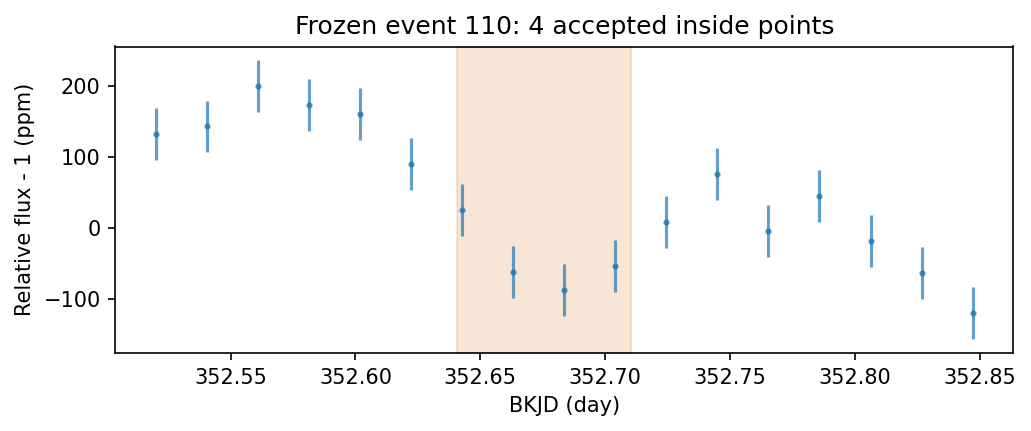 Frozen event 110: 4 accepted inside points
Relative flux - 1 (ppm)
200
100
0
−100
352.55 352.60 352.65 352.70 352.75 352.80 352.85
BKJD (day)